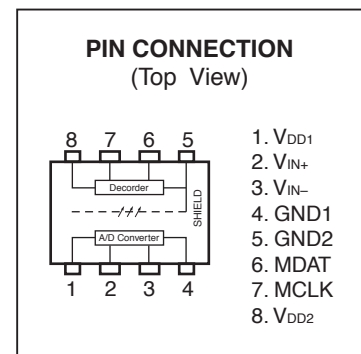 PIN CONNECTION
(Top View)
8 7 6 5
Decorder
SHIELD
A/D Converter
1 2 3 4
1. VDD1
2. VIN+
3. VIN–
4. GND1
5. GND2
6. MDAT
7. MCLK
8. VDD2